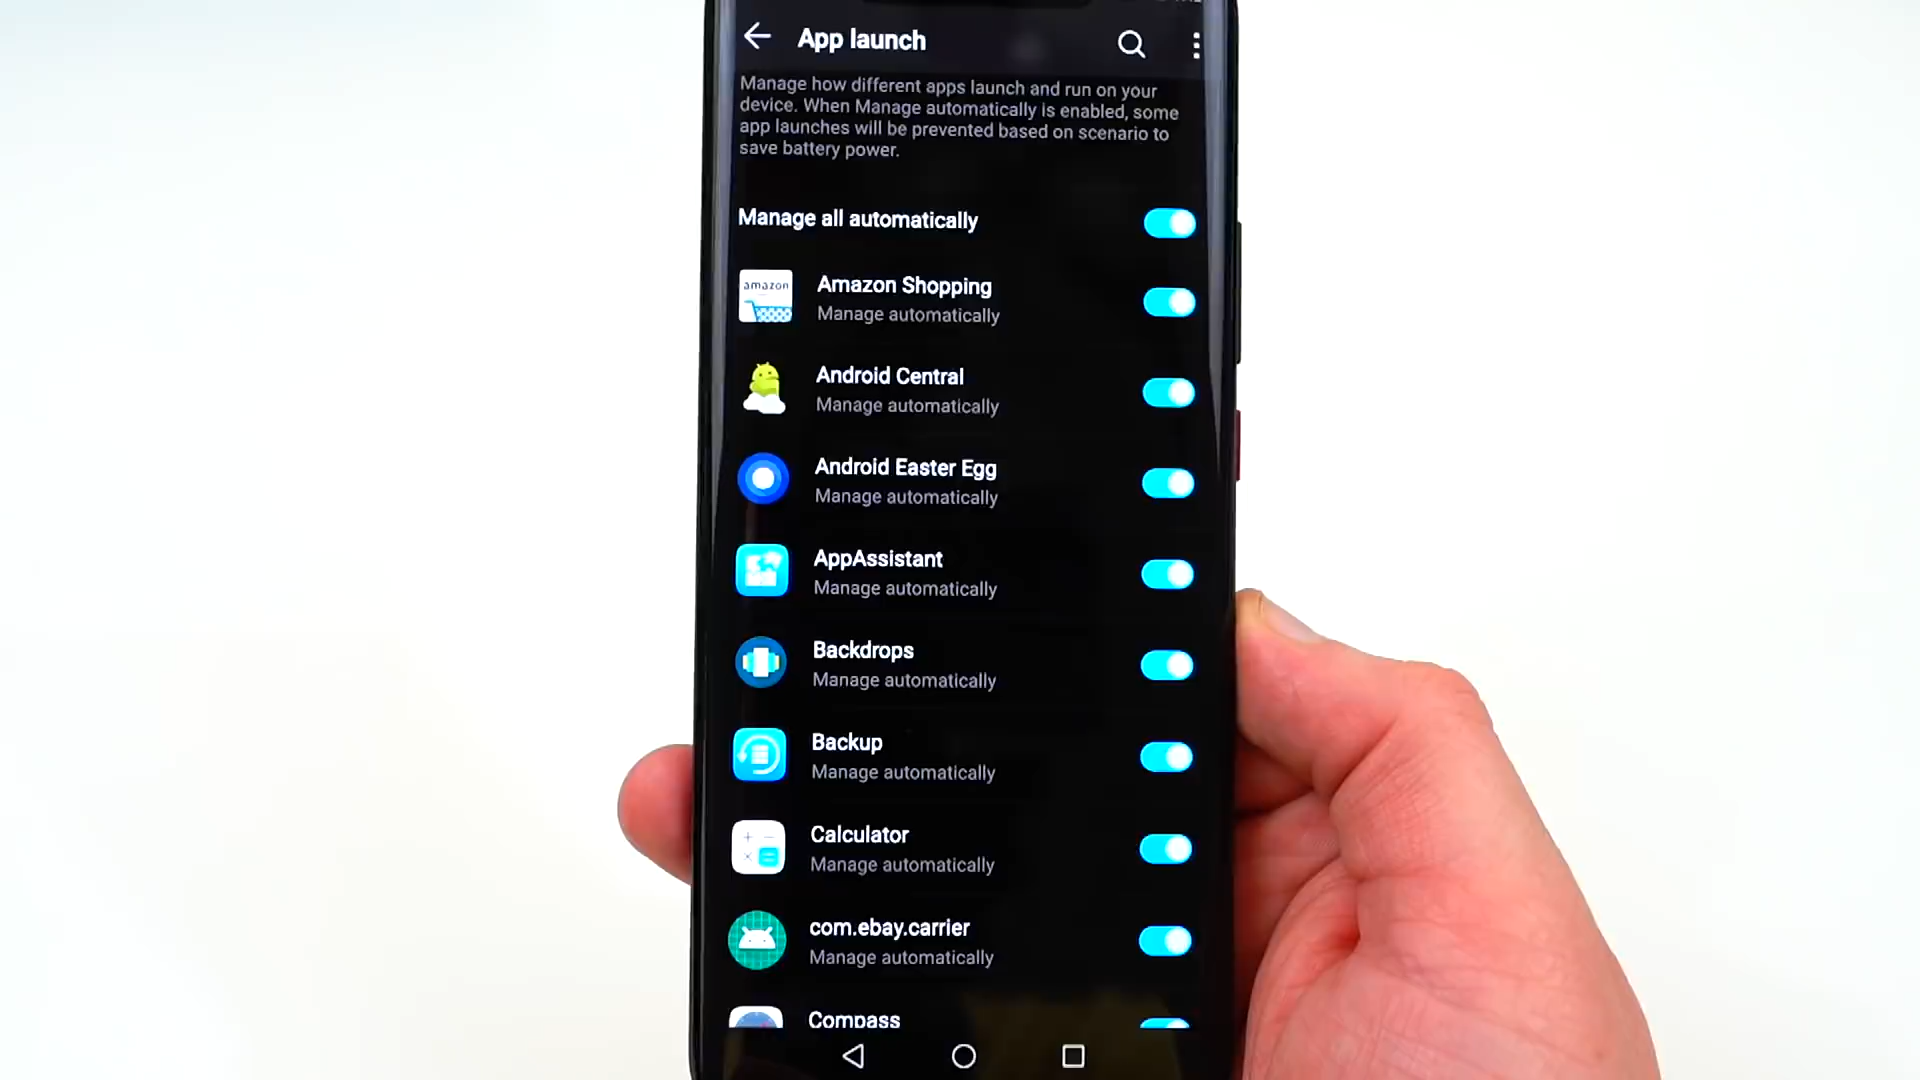 App launch
Manage how different apps launch and run on your
device. When Manage automatically is enabled, some
app launches will be prevented based on scenario to
save battery power.
Manage all automatically
amazon
Amazon Shopping
Manage automatically
Android Central
Manage automatically
Android Easter Egg
Manage automatically
AppAssistant
Manage automatically
Backdrops
Manage automatically
Backup
Manage automatically
Calculator
Manage automatically
com.ebay.carrier
Manage automatically
Compass